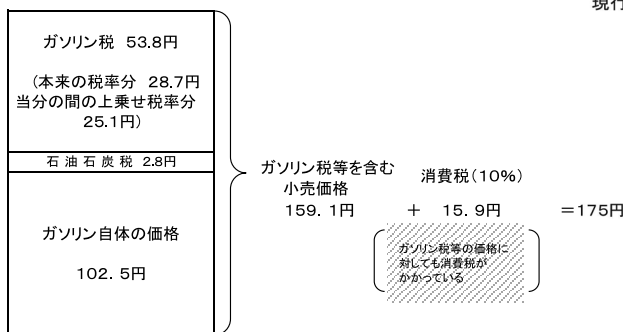 現行
ガソリン税 53.8円
(本来の税率分 28.7円
当分の間の上乗せ税率分
25.1円)
石油石炭税 2.8円
ガソリン自体の価格
102.5円
ガソリン税等を含む
小売価格
159.1円
消費税(10%)
+ 15.9円 =175円
ガソリン税等の価格に
対しても消費税が
かかっている